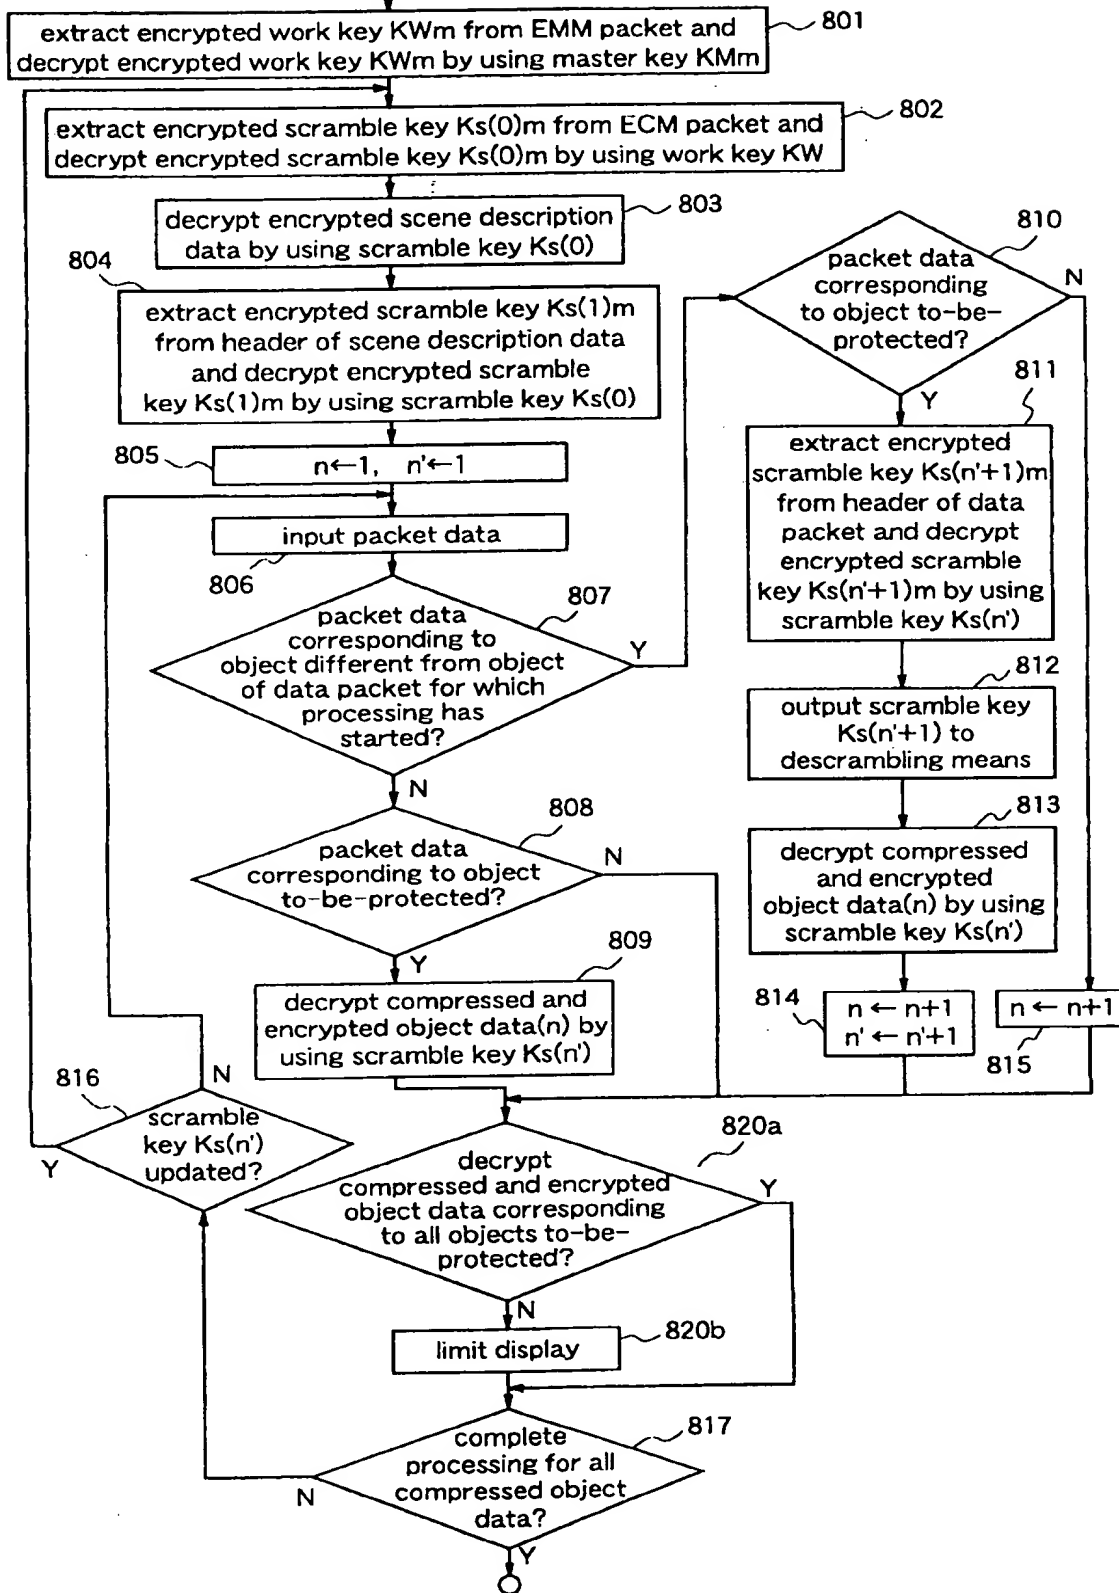 extract encrypted work key KWm from EMM packet and
decrypt encrypted work key KWm by using master key KMm
801
extract encrypted scramble key Ks(0)m from ECM packet and
decrypt encrypted scramble key Ks(0)m by using work key KW
802
decrypt encrypted scene description
data by using scramble key Ks(0)
803
804
extract encrypted scramble key Ks(1)m
from header of scene description data
and decrypt encrypted scramble
key Ks(1)m by using scramble key Ks(0)
805
n←1, n'←1
input packet data
806
807
packet data
corresponding to
object different from object
of data packet for which
processing has
started?
Y
N
808
packet data
corresponding to object
to-be-protected?
N
Y
809
decrypt compressed and
encrypted object data(n) by
using scramble key Ks(n')
810
packet data
corresponding
to object to-be-
protected?
N
Y
811
extract encrypted
scramble key Ks(n'+1)m
from header of data
packet and decrypt
encrypted scramble
key Ks(n'+1)m by using
scramble key Ks(n')
812
output scramble key
Ks(n'+1) to
descrambling means
813
decrypt compressed
and encrypted
object data(n) by using
scramble key Ks(n')
814
n ← n+1
n' ← n'+1
n ← n+1
815
816
N
scramble
key Ks(n')
updated?
Y
820a
decrypt
compressed and encrypted
object data corresponding
to all objects to-be-
protected?
Y
N
limit display
820b
817
complete
processing for all
compressed object
data?
N
Y